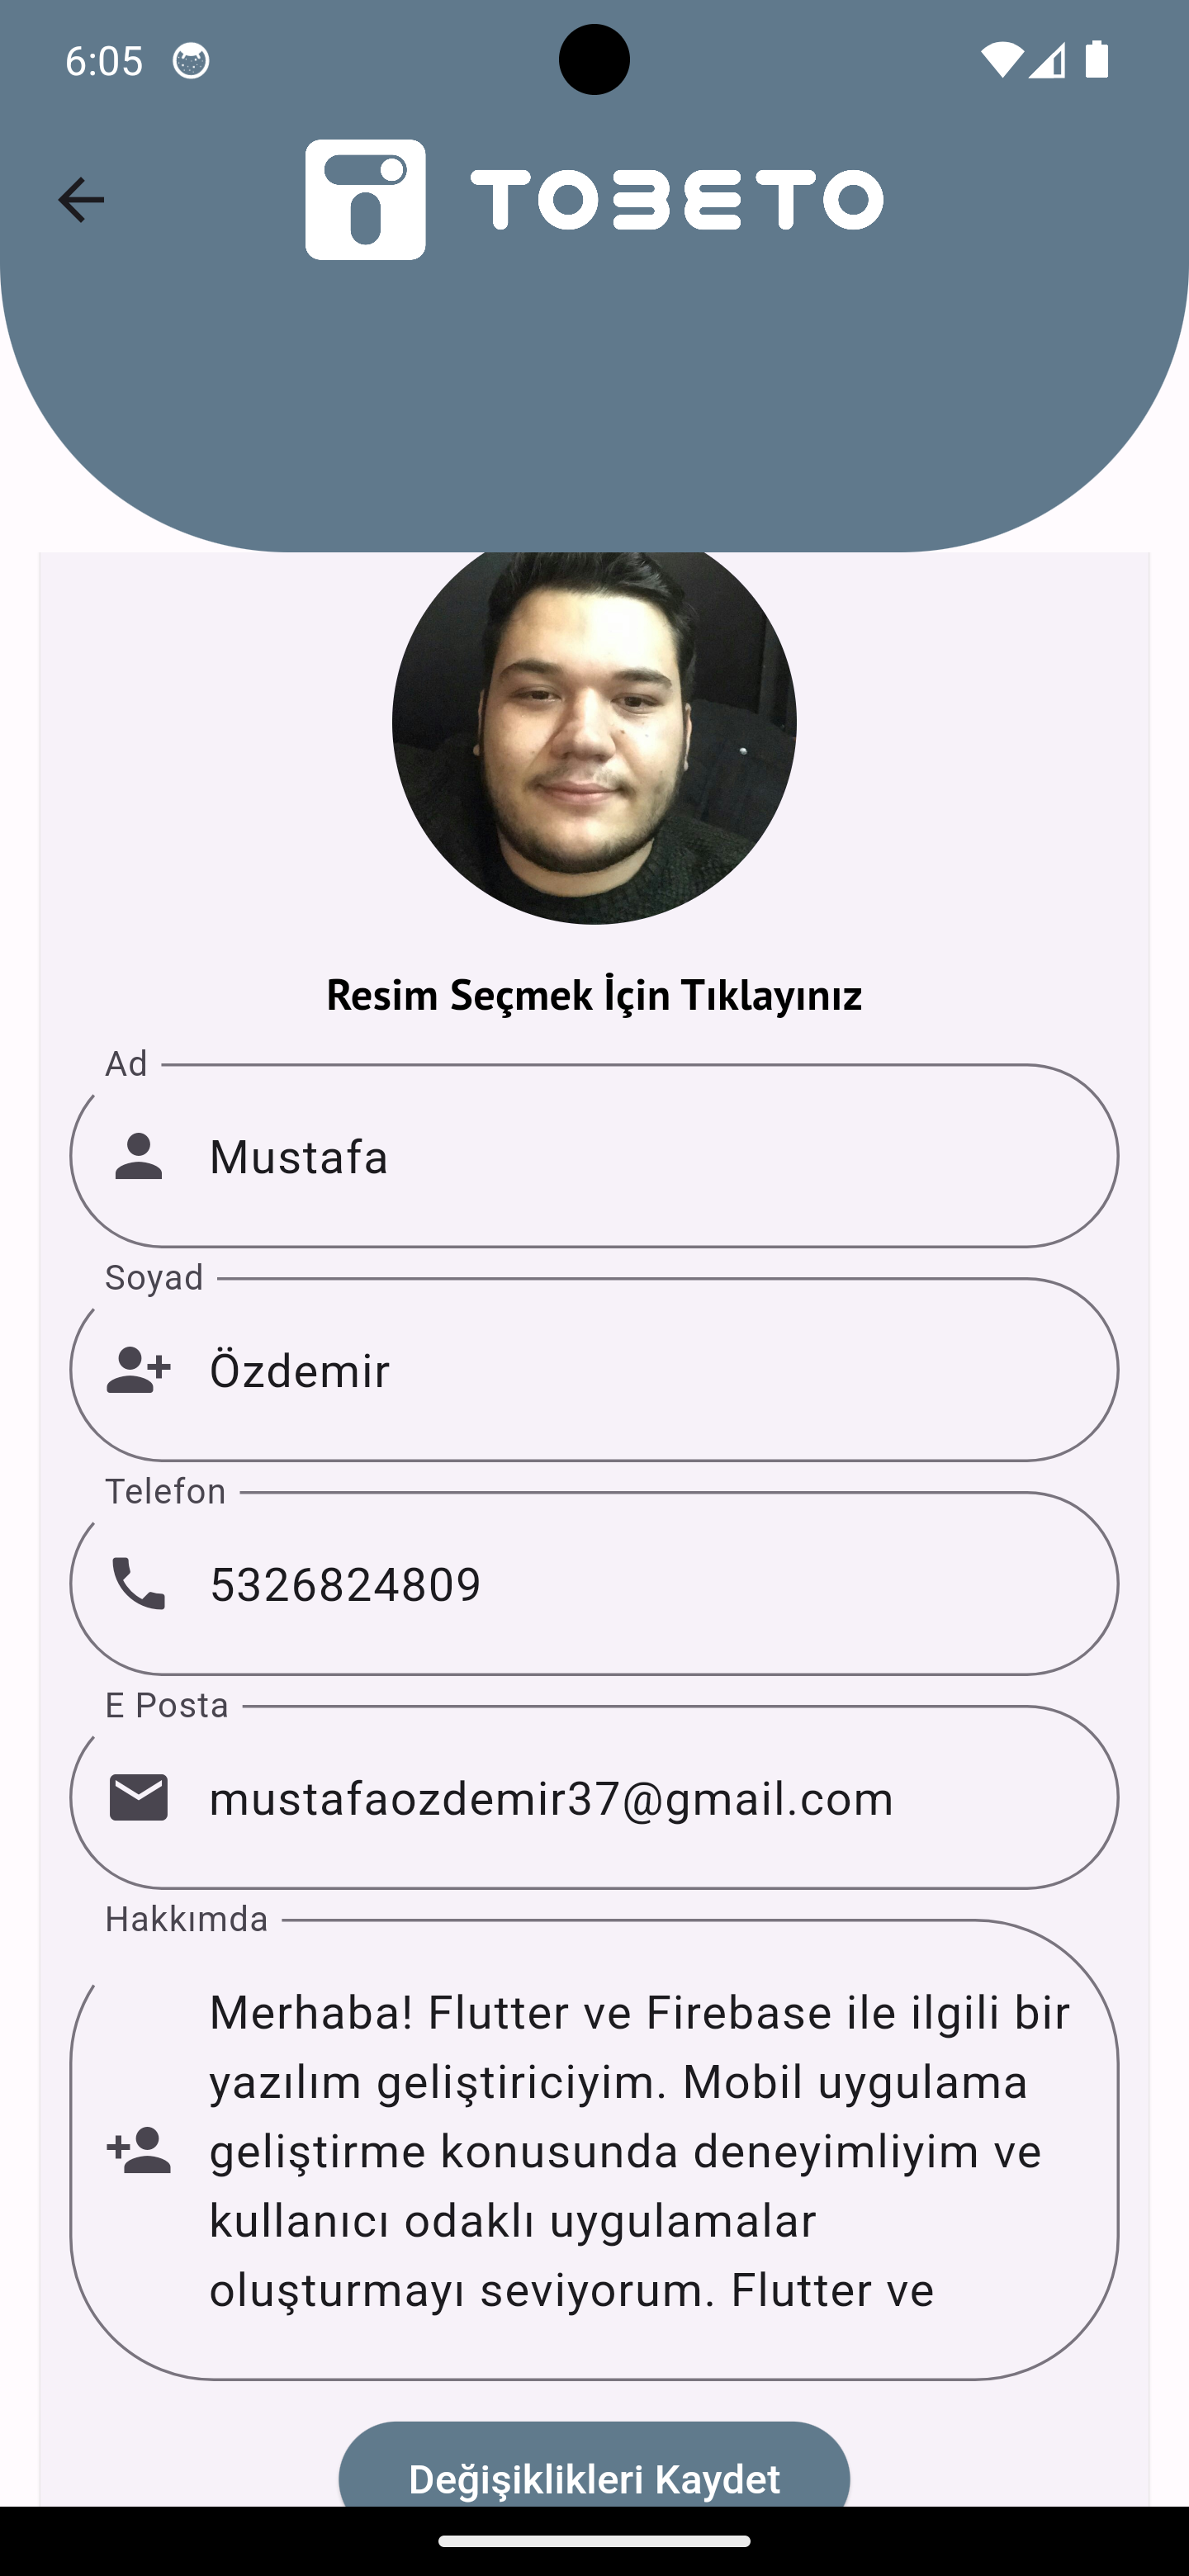 6:05
TOBETO
Resim Seçmek İçin Tıklayınız
Ad
Mustafa
Soyad
Özdemir
Telefon
5326824809
E Posta
mustafaozdemir37@gmail.com
Hakkımda
Merhaba! Flutter ve Firebase ile ilgili bir
yazılım geliştiriciyim. Mobil uygulama
geliştirme konusunda deneyimliyim ve
kullanıcı odaklı uygulamalar
oluşturmayı seviyorum. Flutter ve
Değişiklikleri Kaydet